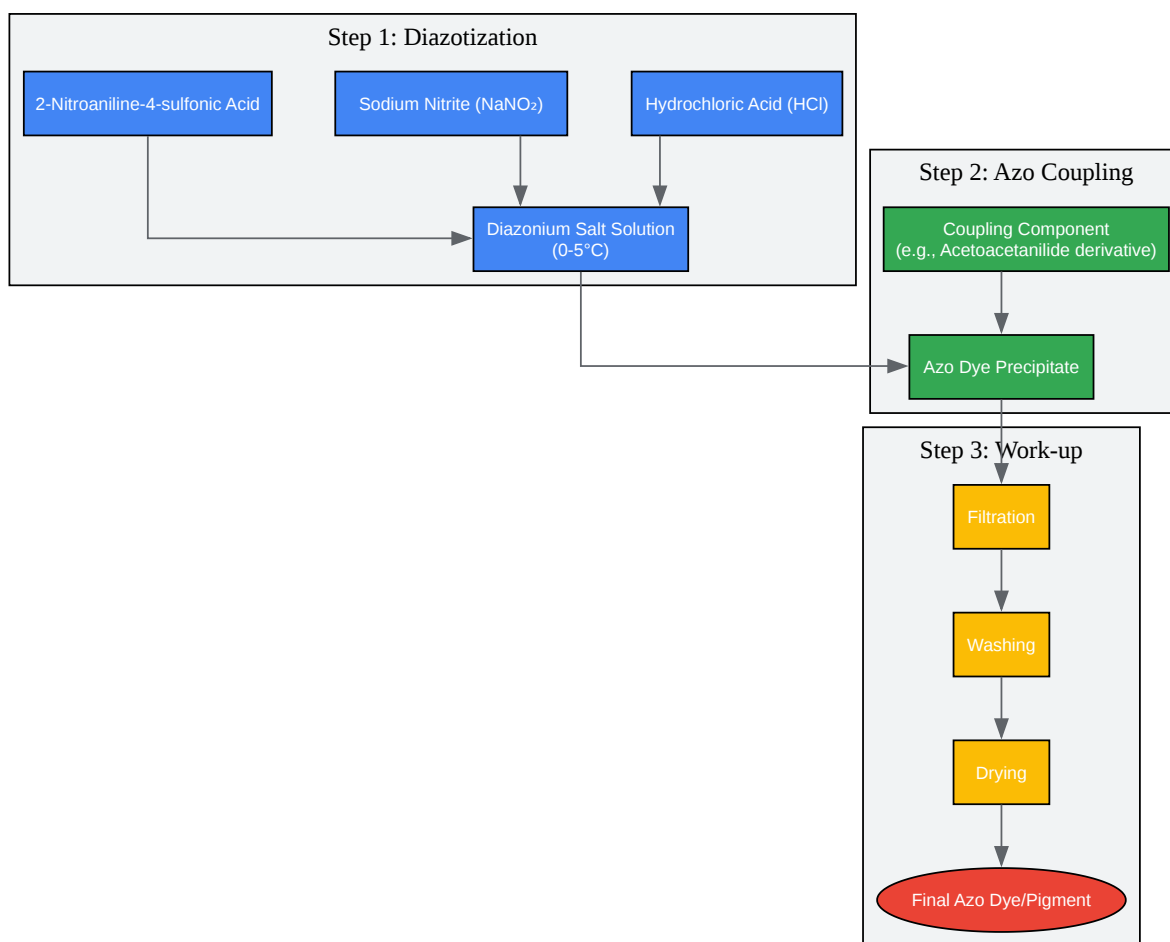 Step 1: Diazotization
2-Nitroaniline-4-sulfonic Acid
Sodium Nitrite (NaNO₂)
Hydrochloric Acid (HCl)
Diazonium Salt Solution
(0-5°C)
Step 2: Azo Coupling
Coupling Component
(e.g., Acetoacetanilide derivative)
Azo Dye Precipitate
Step 3: Work-up
Filtration
Washing
Drying
Final Azo Dye/Pigment